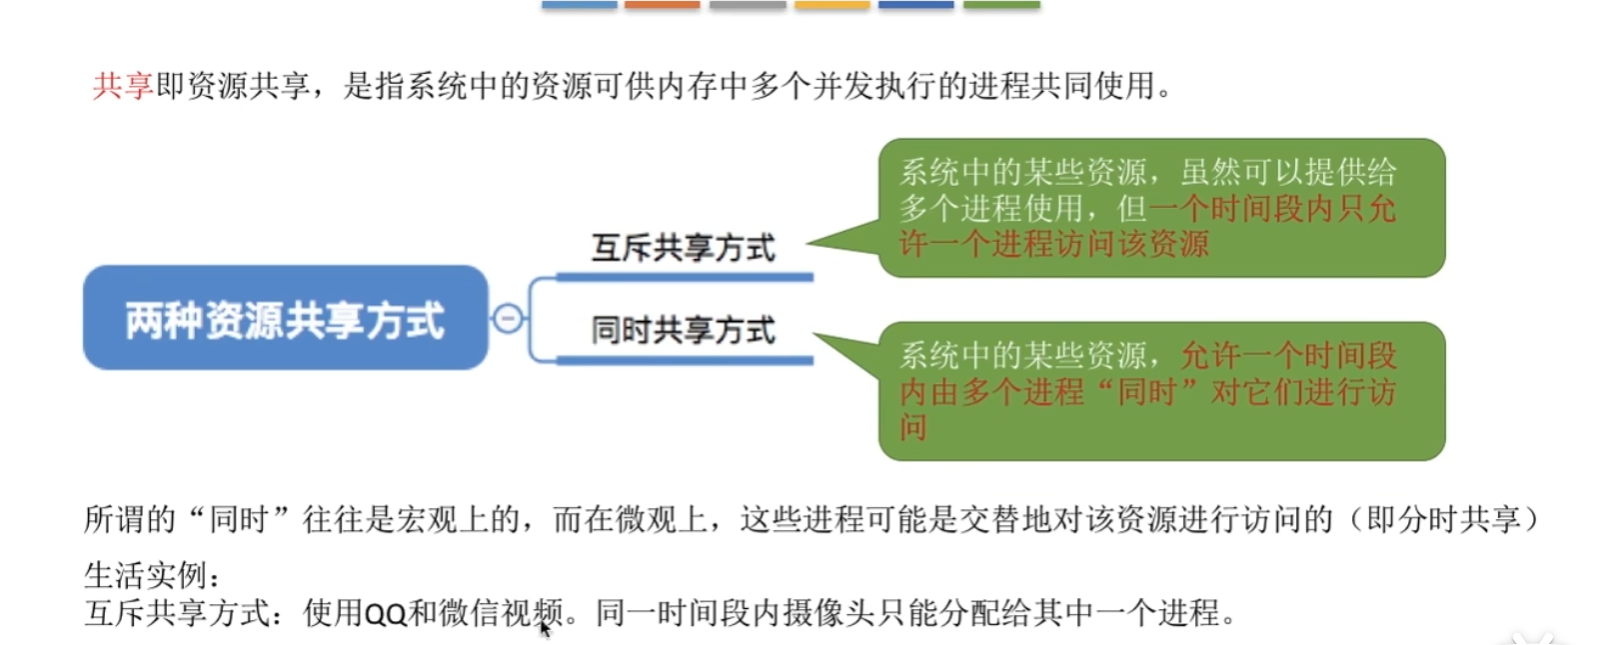 共享即资源共享，是指系统中的资源可供内存中多个并发执行的进程共同使用。
系统中的某些资源，虽然可以提供给
多个进程使用，但一个时间段内只允
许一个进程访问该资源
互斥共享方式
两种资源共享方式
同时共享方式
系统中的某些资源，允许一个时间段
内由多个进程“同时”对它们进行访
问
所谓的“同时”往往是宏观上的，而在微观上，这些进程可能是交替地对该资源进行访问的（即分时共享）
生活实例：
互斥共享方式：使用QQ和微信视频。同一时间段内摄像头只能分配给其中一个进程。